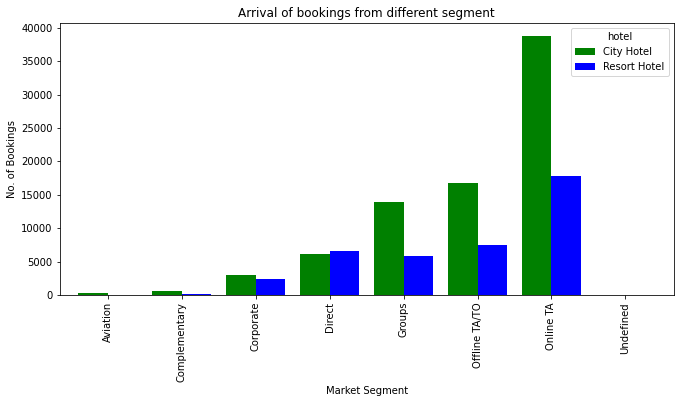 Arrival of bookings from different segment
hotel
City Hotel
Resort Hotel
No. of Bookings
40000
35000
30000
25000
20000
15000
10000
5000
0
Aviation
Complementary
Corporate
Direct
Groups
Offline TA/TO
Online TA
Undefined
Market Segment